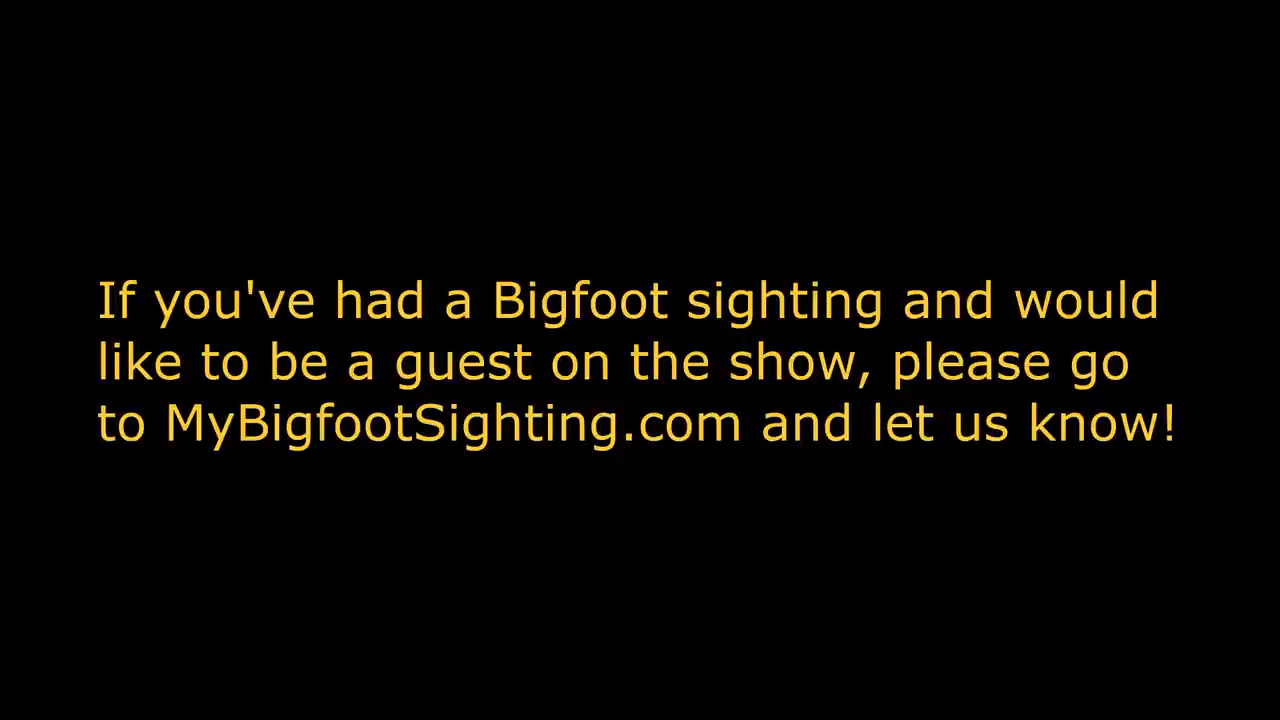 If you've had a Bigfoot sighting and would
like to be a guest on the show, please go
to MyBigfootSighting.com and let us know!